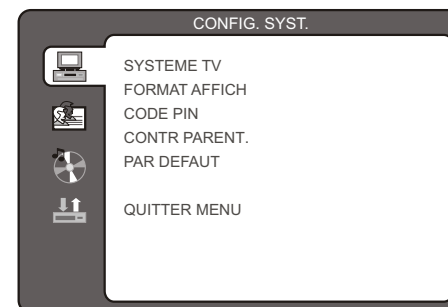 CONFIG. SYST.
SYSTEME TV
FORMAT AFFICH
CODE PIN
CONTR PARENT.
PAR DEFAUT
QUITTER MENU